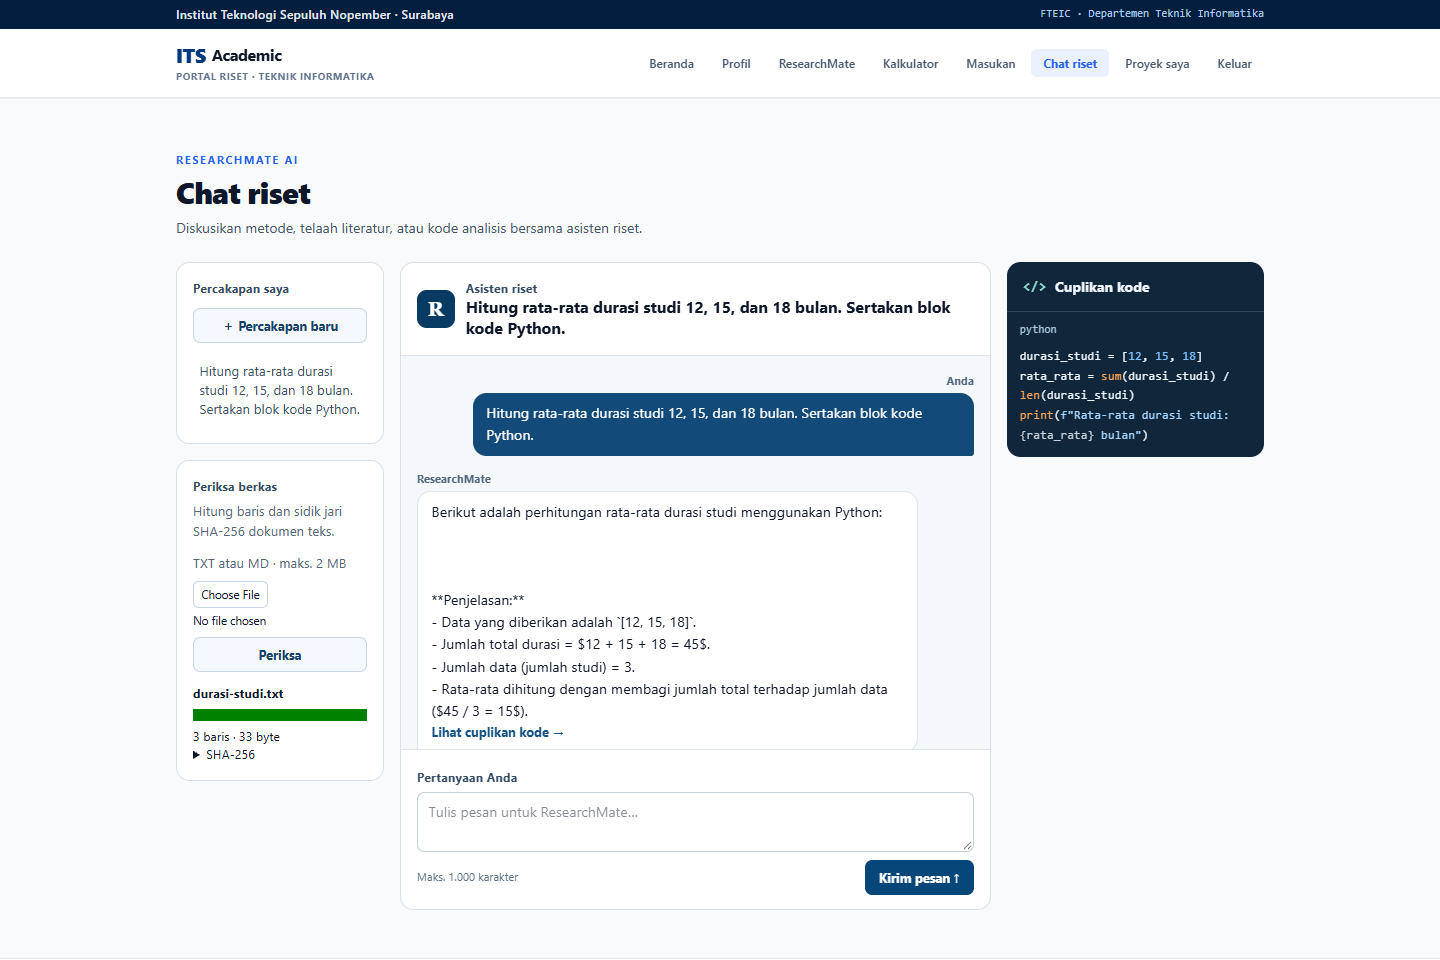 Institut Teknologi Sepuluh Nopember · Surabaya
FTEIC · Departemen Teknik Informatika
ITS Academic
PORTAL RISET · TEKNIK INFORMATIKA
Beranda
Profil
ResearchMate
Kalkulator
Masukan
Chat riset
Proyek saya
Keluar
RESEARCHMATE AI
Chat riset
Diskusikan metode, telaah literatur, atau kode analisis bersama asisten riset.
Percakapan saya
+ Percakapan baru
Hitung rata-rata durasi
studi 12, 15, dan 18 bulan.
Sertakan blok kode Python.
Periksa berkas
Hitung baris dan sidik jari
SHA-256 dokumen teks.
TXT atau MD · maks. 2 MB
Choose File
No file chosen
Periksa
durasi-studi.txt
3 baris · 33 byte
▶ SHA-256
R
Asisten riset
Hitung rata-rata durasi studi 12, 15, dan 18 bulan. Sertakan blok
kode Python.
Anda
Hitung rata-rata durasi studi 12, 15, dan 18 bulan. Sertakan blok kode
Python.
ResearchMate
Berikut adalah perhitungan rata-rata durasi studi menggunakan Python:
**Penjelasan:**
- Data yang diberikan adalah `[12, 15, 18]`.
- Jumlah total durasi = $12 + 15 + 18 = 45$.
- Jumlah data (jumlah studi) = 3.
- Rata-rata dihitung dengan membagi jumlah total terhadap jumlah data
($45 / 3 = 15$).
Lihat cuplikan kode →
Pertanyaan Anda
Tulis pesan untuk ResearchMate...
Maks. 1.000 karakter
Kirim pesan ↑
</> Cuplikan kode
python
durasi_studi = [12, 15, 18]
rata_rata = sum(durasi_studi) /
len(durasi_studi)
print(f"Rata-rata durasi studi:
{rata_rata} bulan")